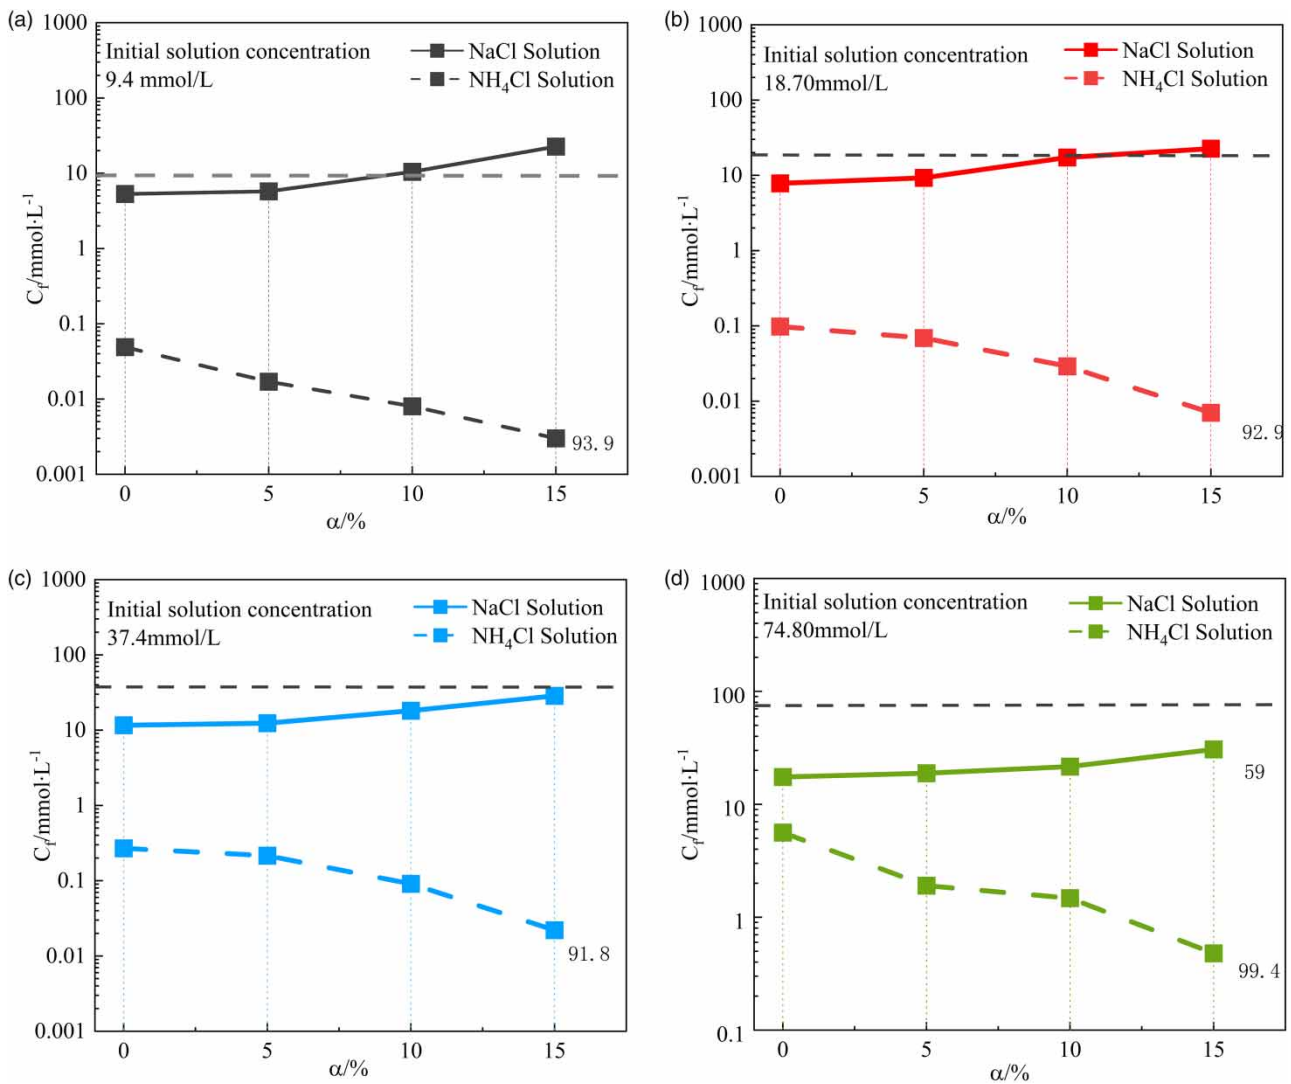 (a)
Initial solution concentration
9.4 mmol/L
NaCl Solution
NH₄Cl Solution
1000
100
10
1
0.1
0.01
0.001
C_f/mmol·L⁻¹
93.9
0 5 10 15
α/%
(b)
Initial solution concentration
18.70mmol/L
NaCl Solution
NH₄Cl Solution
1000
100
10
1
0.1
0.01
0.001
C_f/mmol·L⁻¹
92.9
0 5 10 15
α/%
(c)
Initial solution concentration
37.4mmol/L
NaCl Solution
NH₄Cl Solution
1000
100
10
1
0.1
0.01
0.001
C_f/mmol·L⁻¹
91.8
0 5 10 15
α/%
(d)
Initial solution concentration
74.80mmol/L
NaCl Solution
NH₄Cl Solution
1000
100
10
1
0.1
C_f/mmol·L⁻¹
59
99.4
0 5 10 15
α/%